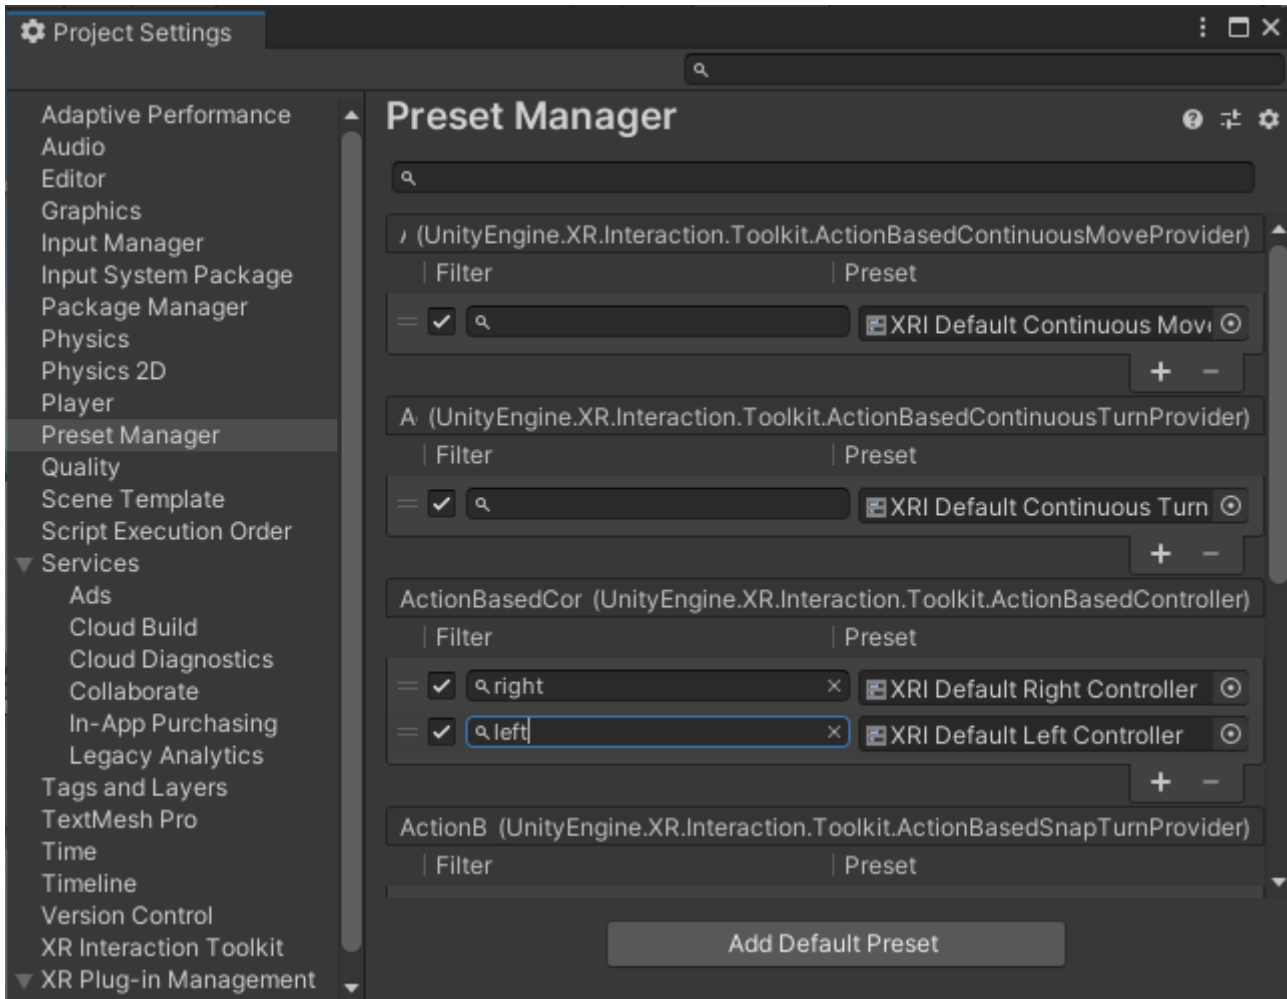 Project Settings
Adaptive Performance
Audio
Editor
Graphics
Input Manager
Input System Package
Package Manager
Physics
Physics 2D
Player
Preset Manager
Quality
Scene Template
Script Execution Order
Services
Ads
Cloud Build
Cloud Diagnostics
Collaborate
In-App Purchasing
Legacy Analytics
Tags and Layers
TextMesh Pro
Time
Timeline
Version Control
XR Interaction Toolkit
XR Plug-in Management
Preset Manager
(UnityEngine.XR.Interaction.Toolkit.ActionBasedContinuousMoveProvider)
Filter Preset
XRI Default Continuous Mov
A (UnityEngine.XR.Interaction.Toolkit.ActionBasedContinuousTurnProvider)
Filter Preset
XRI Default Continuous Turn
ActionBasedCor (UnityEngine.XR.Interaction.Toolkit.ActionBasedController)
Filter Preset
right XRI Default Right Controller
left XRI Default Left Controller
ActionB (UnityEngine.XR.Interaction.Toolkit.ActionBasedSnapTurnProvider)
Filter Preset
Add Default Preset